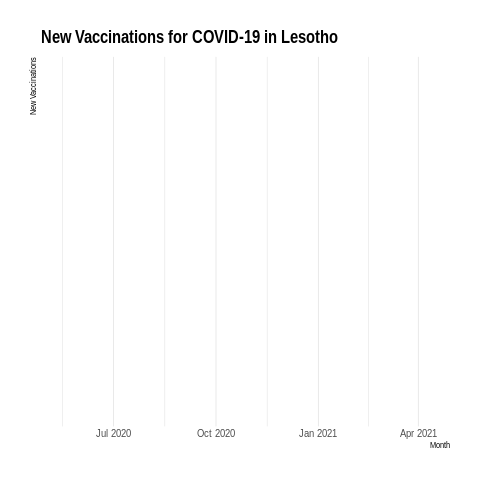 New Vaccinations for COVID-19 in Lesotho
New Vaccinations
Jul 2020
Oct 2020
Jan 2021
Apr 2021
Month